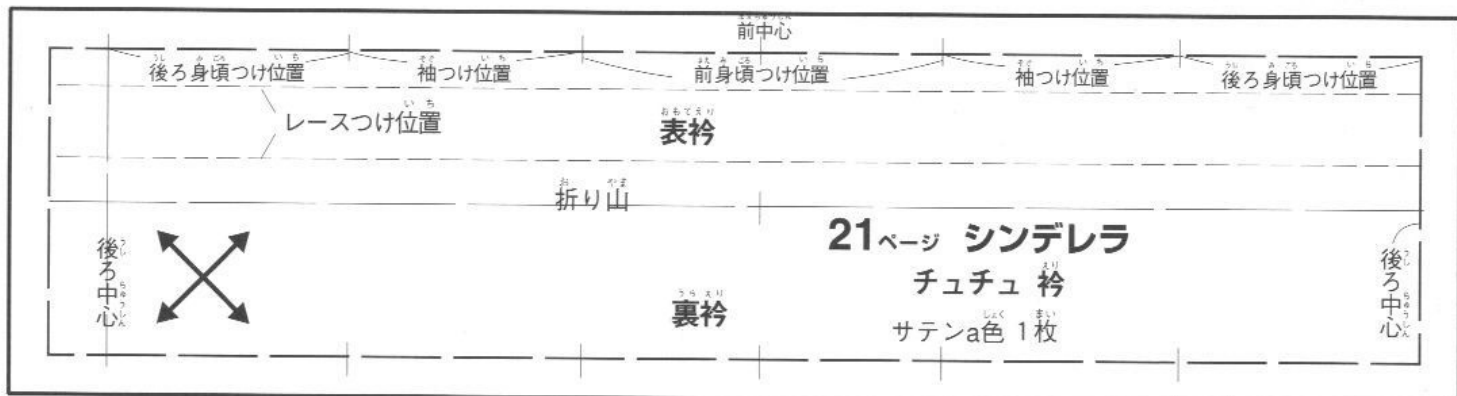 前中心
後ろ身頃つけ位置 袖つけ位置 前身頃つけ位置 袖つけ位置 後ろ身頃つけ位置
レースつけ位置
表衿
折り山
21ページ シンデレラ
チュチュ 衿
サテンa色 1枚
裏衿
後ろ中心
後ろ中心